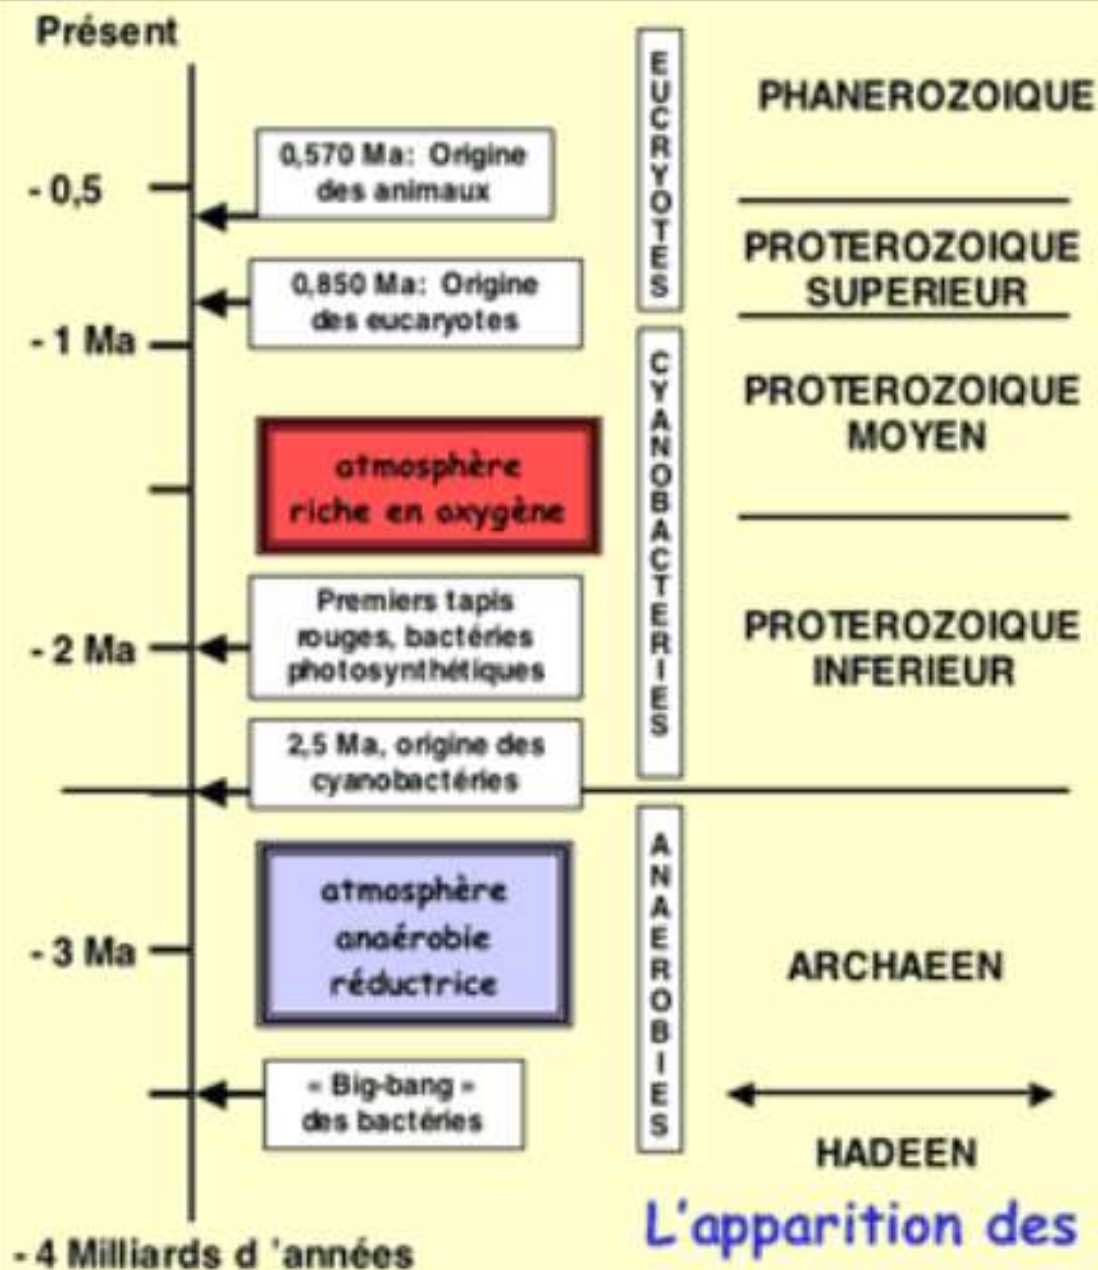 Présent
0,570 Ma: Origine
des animaux
- 0,5
0,850 Ma: Origine
des eucaryotes
- 1 Ma
atmosphère
riche en oxygène
Premiers tapis
rouges, bactéries
photosynthétiques
- 2 Ma
2,5 Ma, origine des
cyanobactéries
atmosphère
anaérobie
réductrice
- 3 Ma
« Big-bang »
des bactéries
- 4 Milliards d 'années
EUCRYOTES
CYANOBACTERIES
ANAEROBIES
PHANEROZOIQUE
PROTEROZOIQUE
SUPERIEUR
PROTEROZOIQUE
MOYEN
PROTEROZOIQUE
INFERIEUR
ARCHAEEN
HADEEN
L'apparition des